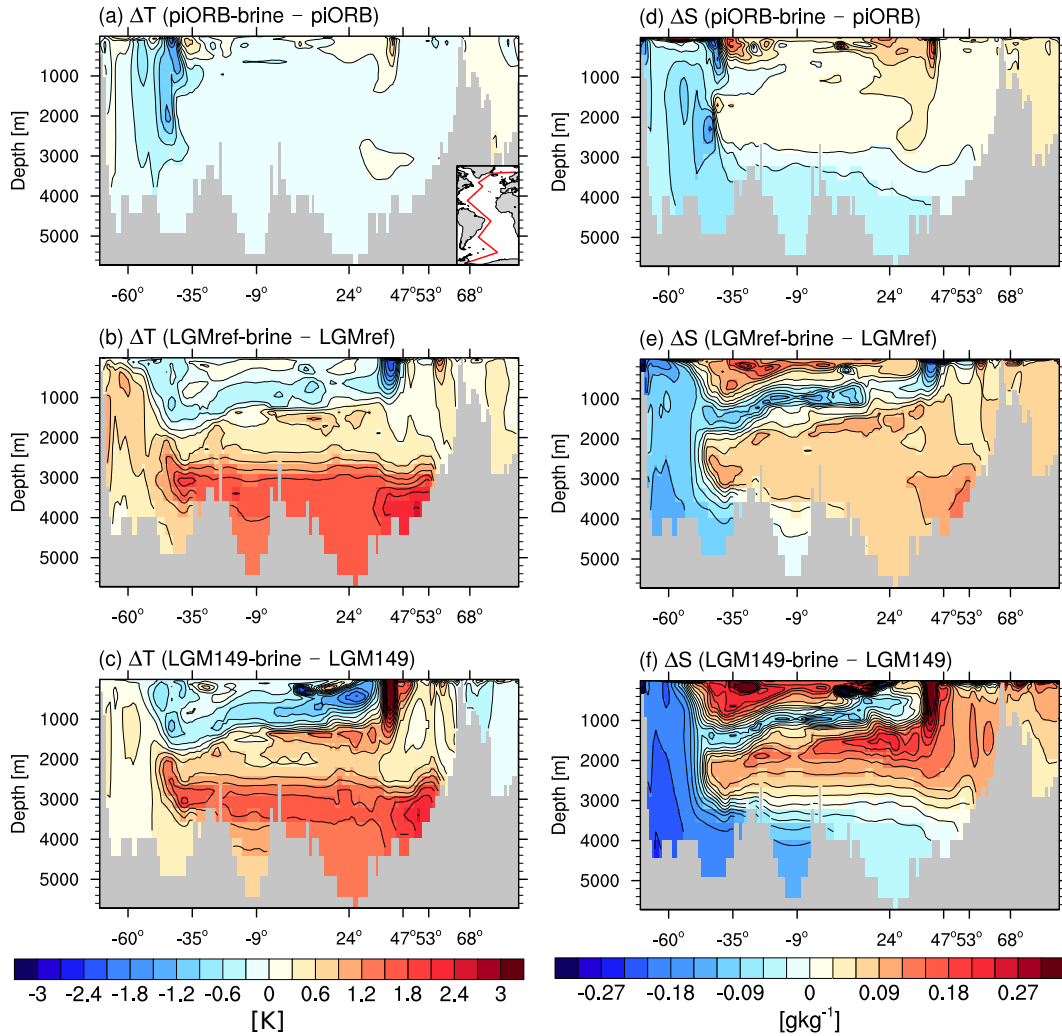 (a) ΔT (piORB-brine – piORB)
Depth [m]
1000
2000
3000
4000
5000
-60° -35° -9° 24° 47°53° 68°
(d) ΔS (piORB-brine – piORB)
Depth [m]
1000
2000
3000
4000
5000
-60° -35° -9° 24° 47°53° 68°
(b) ΔT (LGMref-brine – LGMref)
Depth [m]
1000
2000
3000
4000
5000
-60° -35° -9° 24° 47°53° 68°
(e) ΔS (LGMref-brine – LGMref)
Depth [m]
1000
2000
3000
4000
5000
-60° -35° -9° 24° 47°53° 68°
(c) ΔT (LGM149-brine – LGM149)
Depth [m]
1000
2000
3000
4000
5000
-60° -35° -9° 24° 47°53° 68°
(f) ΔS (LGM149-brine – LGM149)
Depth [m]
1000
2000
3000
4000
5000
-60° -35° -9° 24° 47°53° 68°
-3 -2.4 -1.8 -1.2 -0.6 0 0.6 1.2 1.8 2.4 3
[K]
-0.27 -0.18 -0.09 0 0.09 0.18 0.27
[gkg⁻¹]